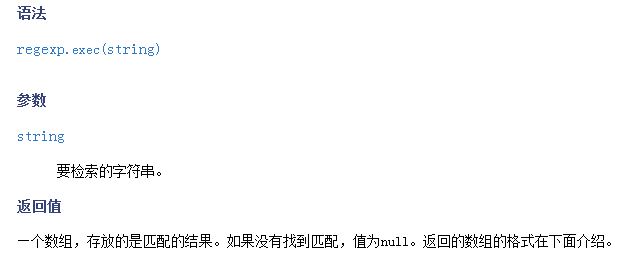 语法
regexp.exec(string)
参数
string
要检索的字符串。
返回值
一个数组，存放的是匹配的结果。如果没有找到匹配，值为null。返回的数组的格式在下面介绍。